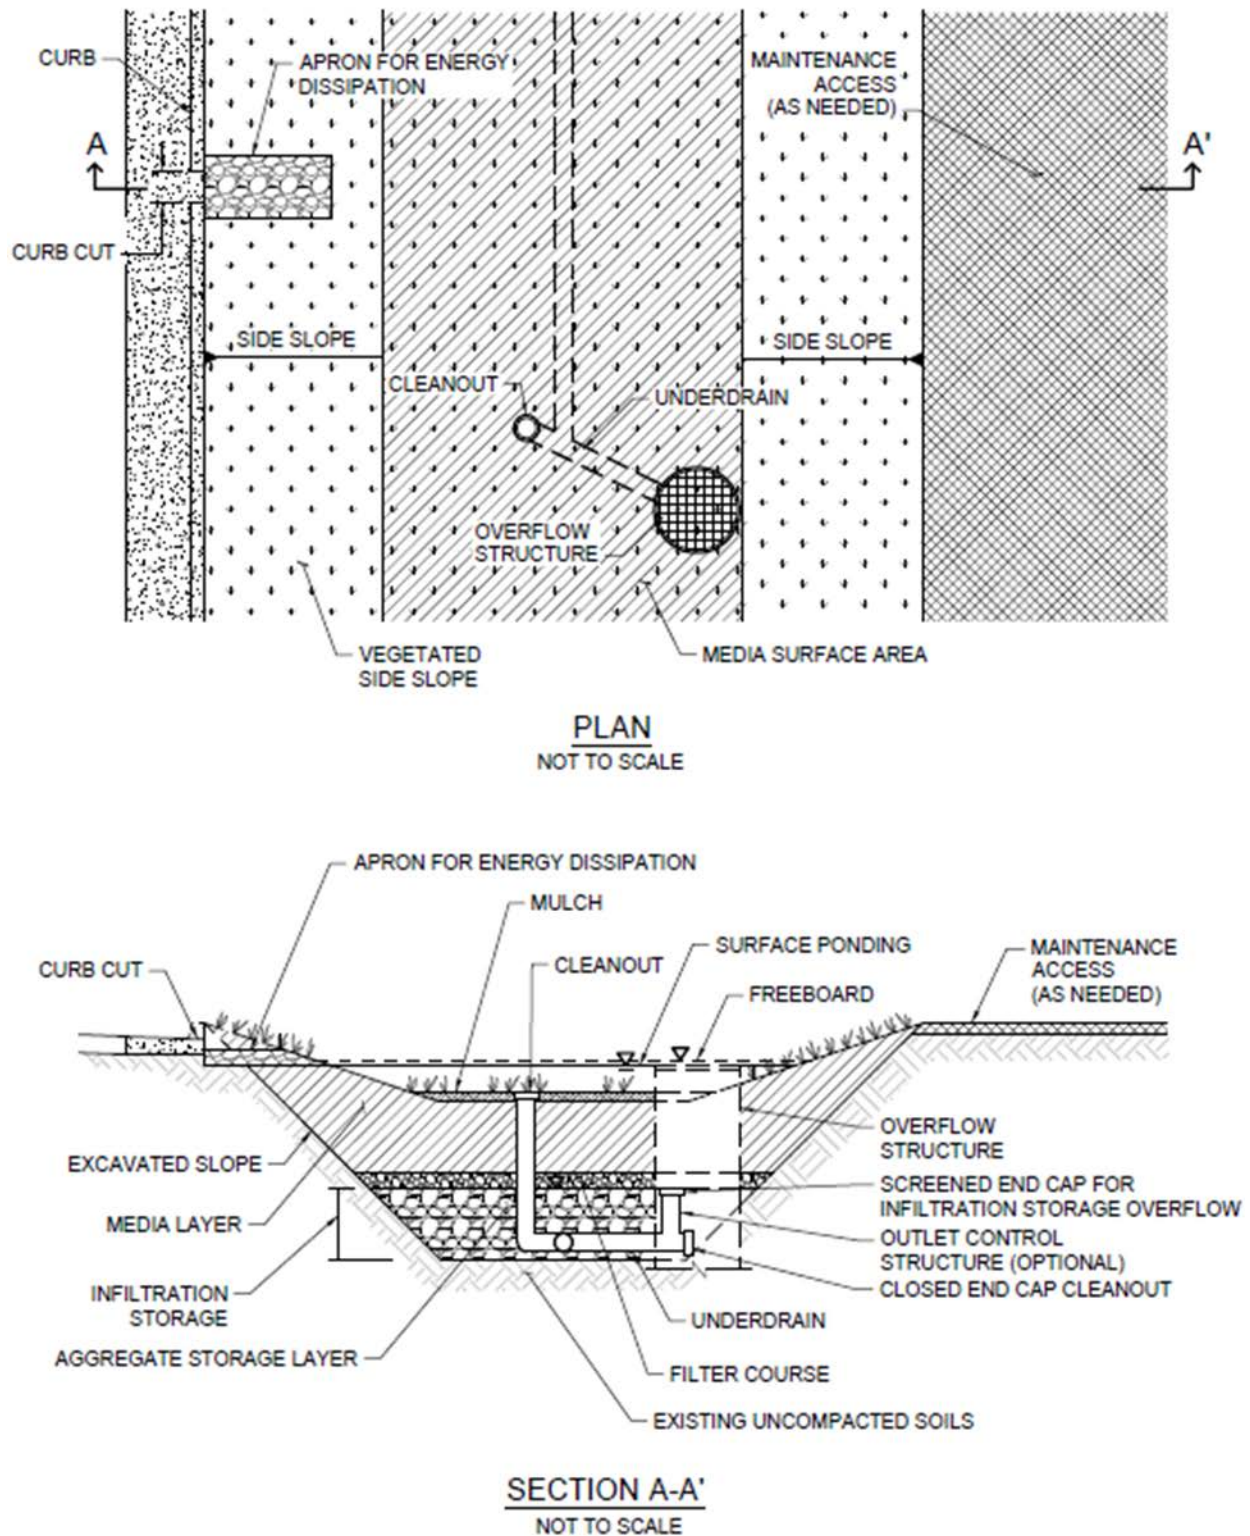 CURB
APRON FOR ENERGY
DISSIPATION
MAINTENANCE
ACCESS
(AS NEEDED)
A
A'
CURB CUT
SIDE SLOPE
SIDE SLOPE
CLEANOUT
UNDERDRAIN
OVERFLOW
STRUCTURE
VEGETATED
SIDE SLOPE
MEDIA SURFACE AREA
PLAN
NOT TO SCALE
APRON FOR ENERGY DISSIPATION
MULCH
SURFACE PONDING
MAINTENANCE
ACCESS
(AS NEEDED)
CURB CUT
CLEANOUT
FREEBOARD
OVERFLOW
STRUCTURE
EXCAVATED SLOPE
SCREENED END CAP FOR
INFILTRATION STORAGE OVERFLOW
MEDIA LAYER
OUTLET CONTROL
STRUCTURE (OPTIONAL)
CLOSED END CAP CLEANOUT
INFILTRATION
STORAGE
UNDERDRAIN
AGGREGATE STORAGE LAYER
FILTER COURSE
EXISTING UNCOMPACTED SOILS
SECTION A-A'
NOT TO SCALE